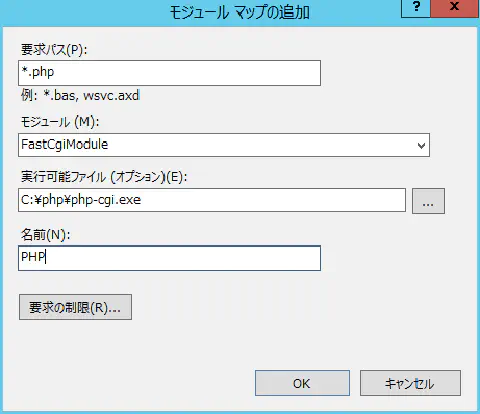 モジュール マップの追加
? x
要求パス(P):
*.php
例: *.bas, wsvc.axd
モジュール (M):
FastCgiModule
実行可能ファイル (オプション)(E):
C:¥php¥php-cgi.exe
...
名前(N):
PHP
要求の制限(R)...
OK
キャンセル